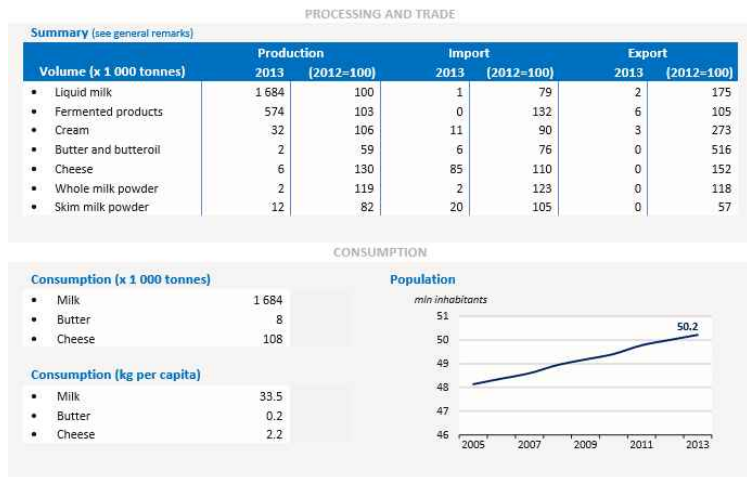 PROCESSING AND TRADE
Summary (see general remarks)
Production Import Export
Volume (x 1 000 tonnes) 2013 (2012=100) 2013 (2012=100) 2013 (2012=100)
• Liquid milk 1 684 100 1 79 2 175
• Fermented products 574 103 0 132 6 105
• Cream 32 106 11 90 3 273
• Butter and butteroil 2 59 6 76 0 516
• Cheese 6 130 85 110 0 152
• Whole milk powder 2 119 2 123 0 118
• Skim milk powder 12 82 20 105 0 57
CONSUMPTION
Consumption (x 1 000 tonnes)
• Milk 1 684
• Butter 8
• Cheese 108
Consumption (kg per capita)
• Milk 33.5
• Butter 0.2
• Cheese 2.2
Population
mln inhabitants
51
50.2
50
49
48
47
46
2005 2007 2009 2011 2013